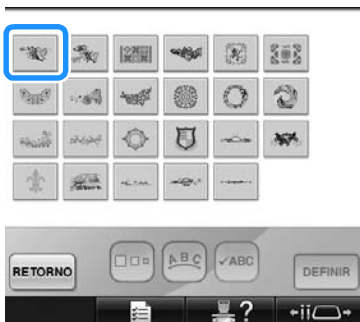 RETORNO
ABC
✓ABC
DEFINIR
?